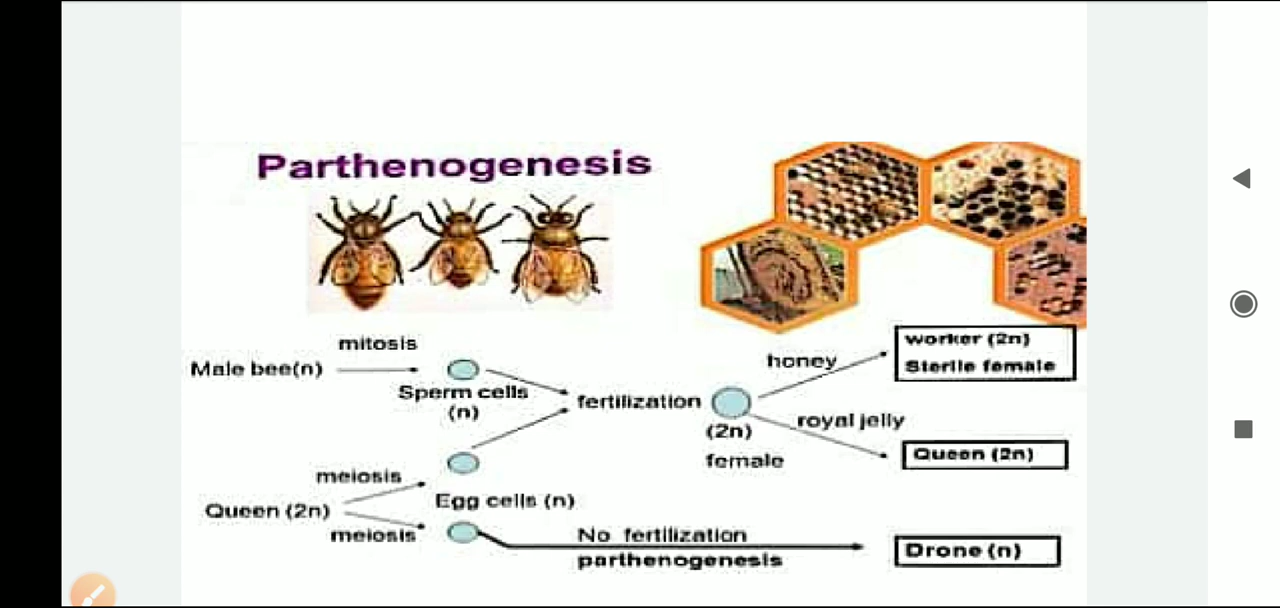 Parthenogenesis
mitosis
Male bee(n)
Sperm cells
(n)
fertilization
(2n)
female
honey
worker (2n)
Sterile female
royal jelly
Queen (2n)
meiosis
Queen (2n)
meiosis
Egg cells (n)
No fertilization
parthenogenesis
Drone (n)